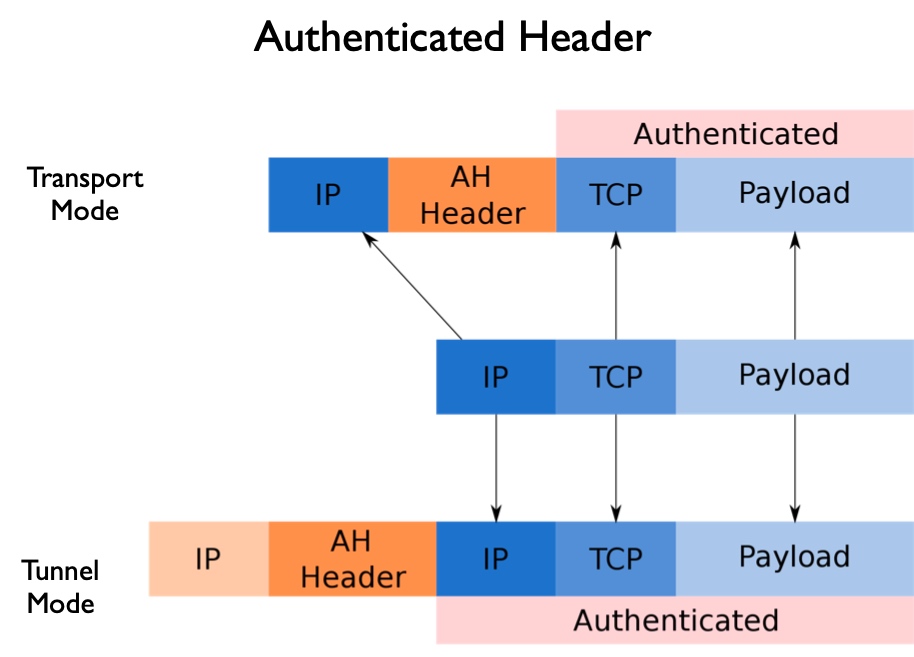 Authenticated Header
Authenticated
Transport
Mode
IP
AH
Header
TCP
Payload
IP
TCP
Payload
Tunnel
Mode
IP
AH
Header
IP
TCP
Payload
Authenticated